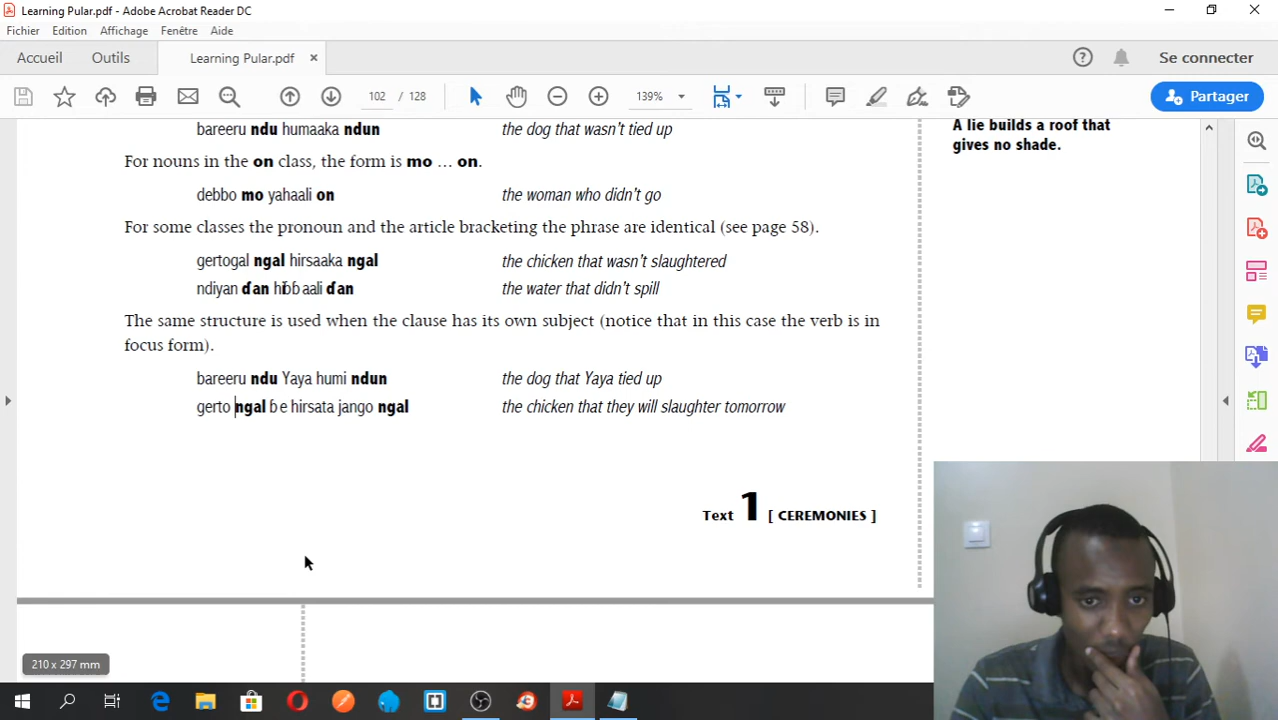 Learning Pular.pdf - Adobe Acrobat Reader DC
Fichier Edition Affichage Fenêtre Aide
Accueil Outils Learning Pular.pdf × Se connecter
102 / 128 139% Partager
bareeru ndu humaaka ndun the dog that wasn't tied up
A lie builds a roof that
gives no shade.
For nouns in the on class, the form is mo … on.
debbo mo yahaali on the woman who didn't go
For some classes the pronoun and the article bracketing the phrase are identical (see page 58).
gertogal ngal hirsaaka ngal the chicken that wasn't slaughtered
ndiyan ɗan hiɓɓaali ɗan the water that didn't spill
The same structure is used when the clause has its own subject (notice that in this case the verb is in
focus form).
bareeru ndu Yaya humi ndun the dog that Yaya tied up
gerto ngal ɓe hirsata jango ngal the chicken that they will slaughter tomorrow
Text 1 [ CEREMONIES ]
210 x 297 mm